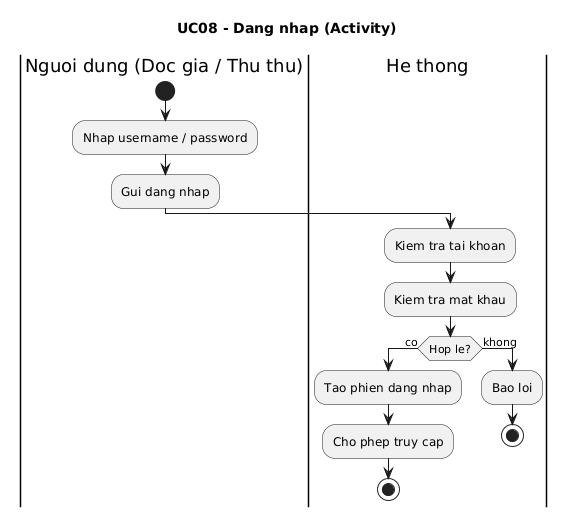 UC08 - Dang nhap (Activity)
Nguoi dung (Doc gia / Thu thu)
He thong
Nhap username / password
Gui dang nhap
Kiem tra tai khoan
Kiem tra mat khau
Hop le?
co
khong
Tao phien dang nhap
Bao loi
Cho phep truy cap